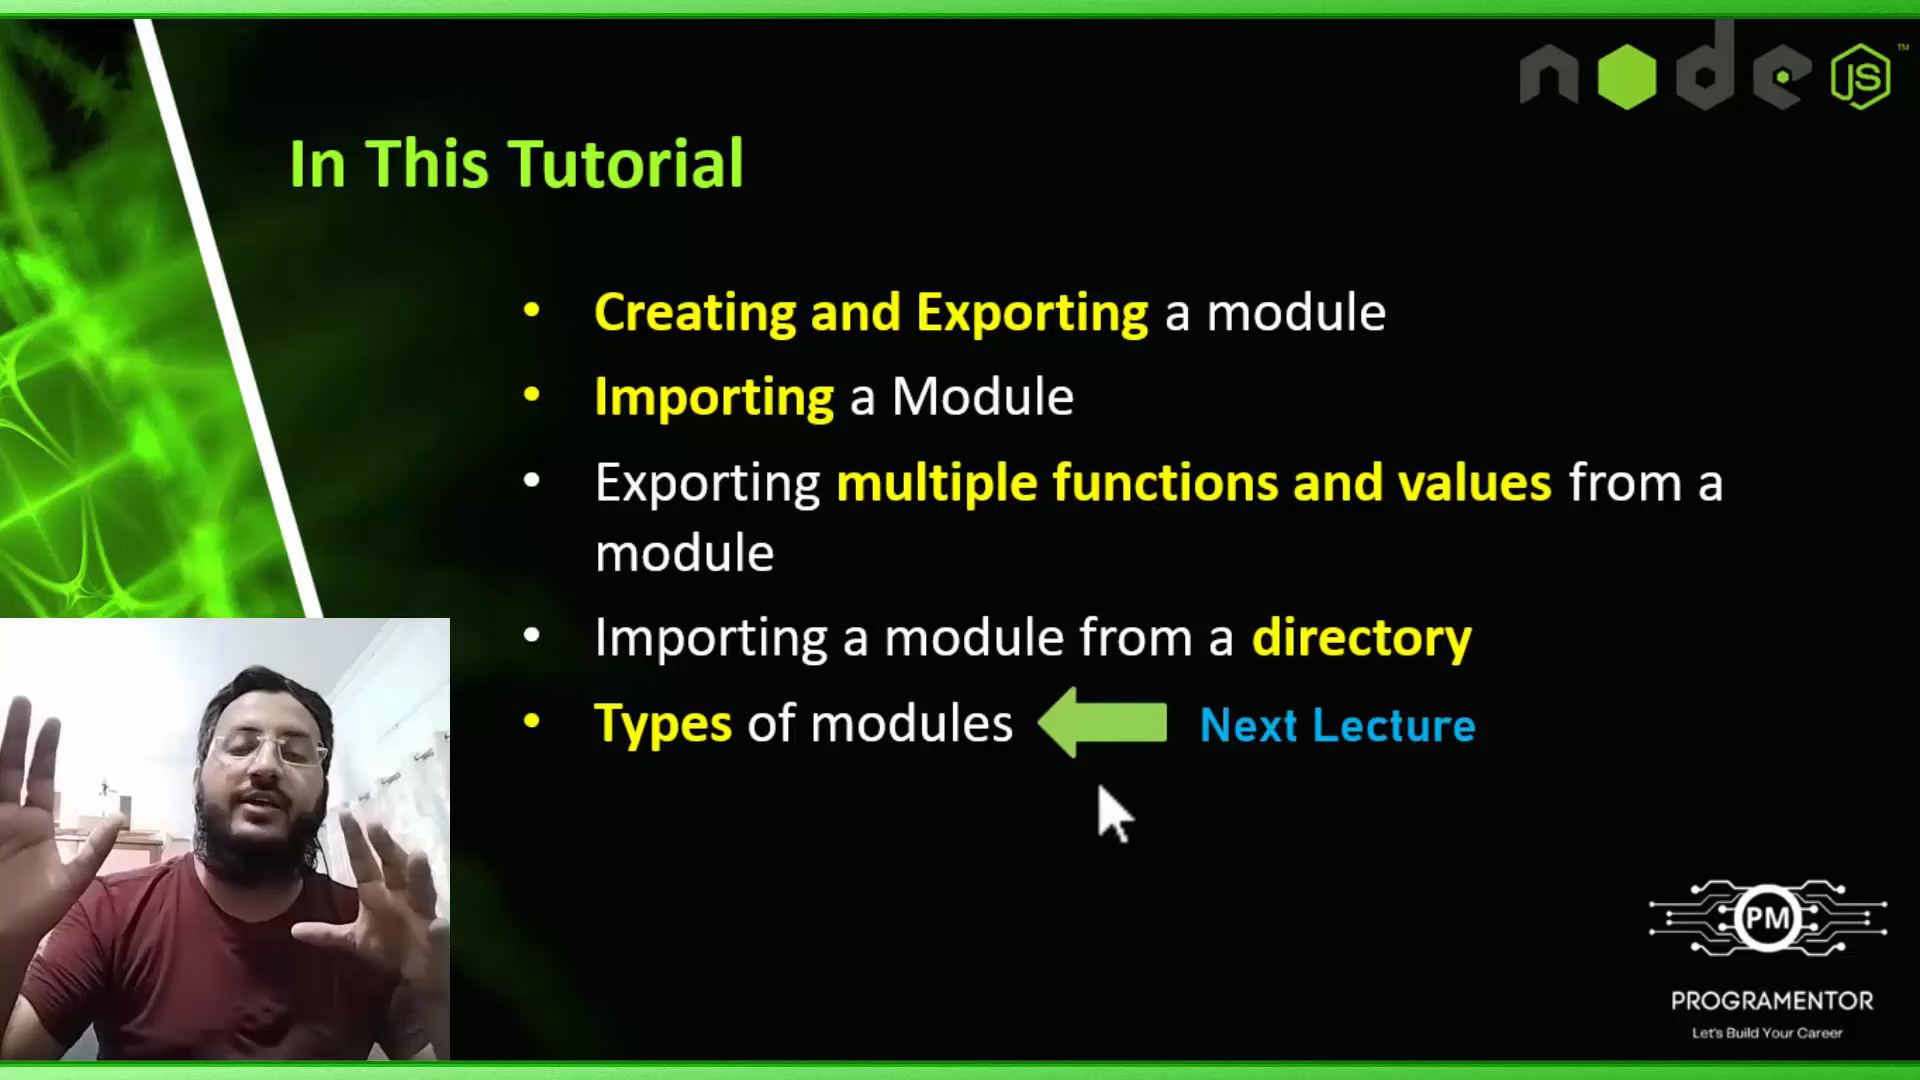 node JS ™
In This Tutorial
• Creating and Exporting a module
• Importing a Module
• Exporting multiple functions and values from a
module
• Importing a module from a directory
• Types of modules Next Lecture
PM
PROGRAMENTOR
Let's Build Your Career